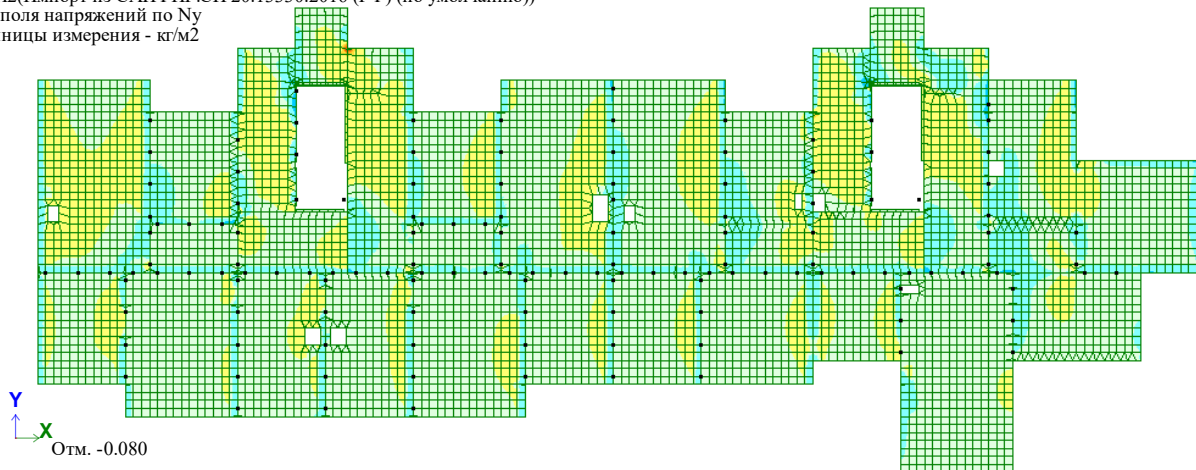 поля напряжений по Ny
ницы измерения - кг/м2
Y
X
Отм. -0.080